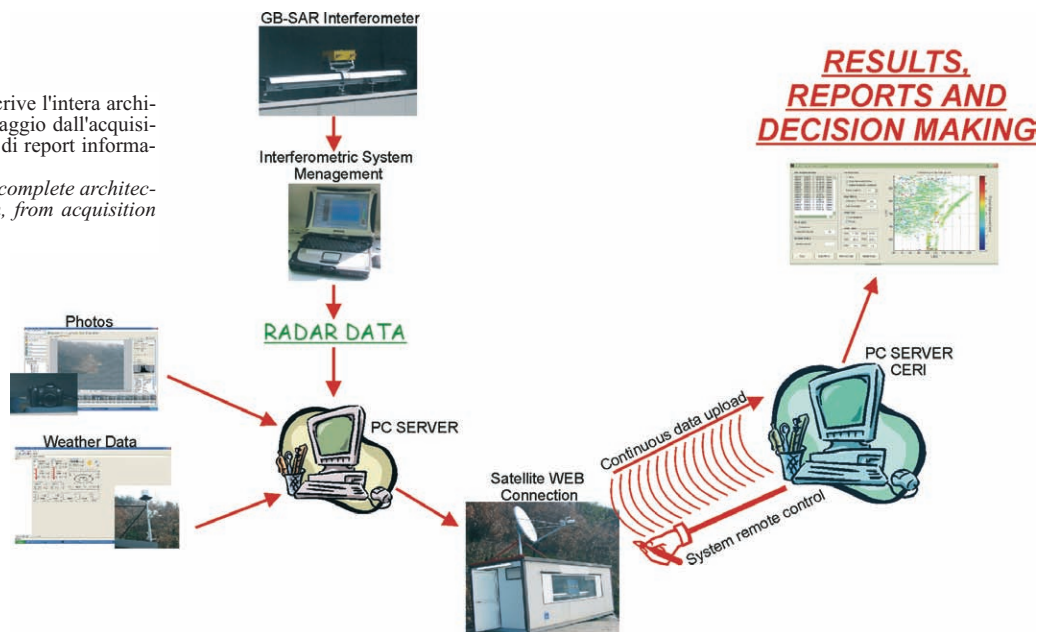 GB-SAR Interferometer
RESULTS,
REPORTS AND
DECISION MAKING
rive l'intera archi-
aggio dall'acquisi-
di report informa-
complete architec-
, from acquisition
Interferometric System
Menagement
RADAR DATA
Photos
Weather Data
PC SERVER
Satellite WEB
Connection
Continuous data upload
System remote control
PC SERVER
CERI